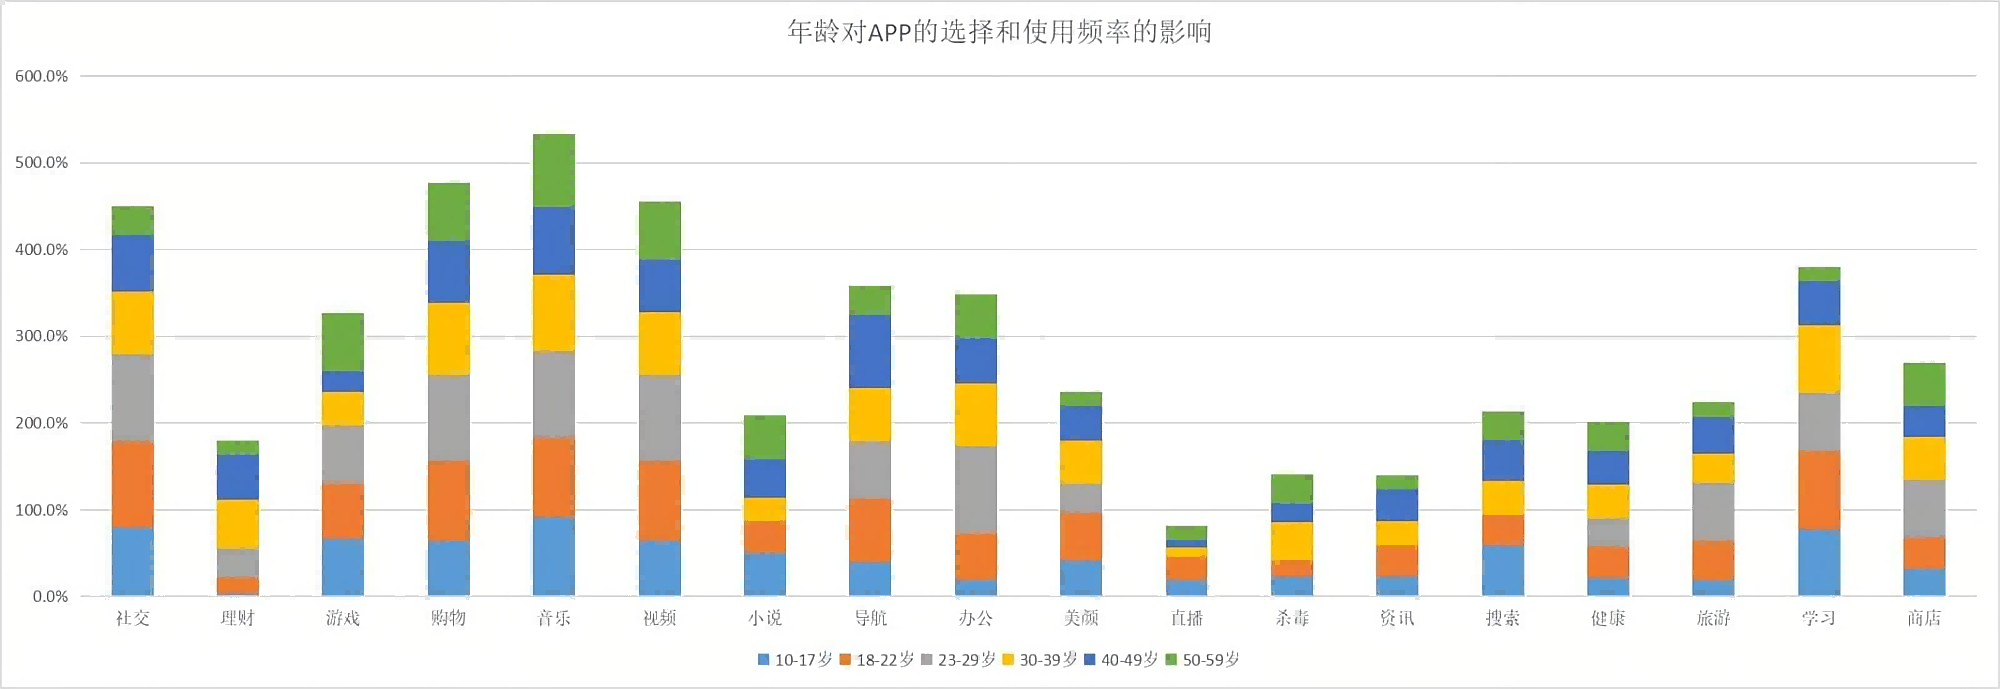 年龄对APP的选择和使用频率的影响
600.0%
500.0%
400.0%
300.0%
200.0%
100.0%
0.0%
社交 理财 游戏 购物 音乐 视频 小说 导航 办公 美颜 直播 杀毒 资讯 搜索 健康 旅游 学习 商店
10-17岁 18-22岁 23-29岁 30-39岁 40-49岁 50-59岁